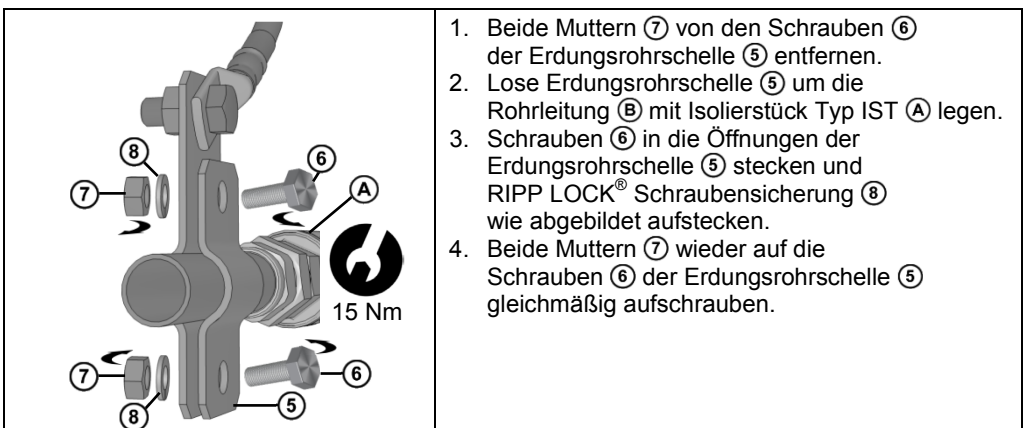 8
7
6
A
15 Nm
7
8
6
5
1. Beide Muttern ⑦ von den Schrauben ⑥
der Erdungsrohrschelle ⑤ entfernen.
2. Lose Erdungsrohrschelle ⑤ um die
Rohrleitung Ⓑ mit Isolierstück Typ IST Ⓐ legen.
3. Schrauben ⑥ in die Öffnungen der
Erdungsrohrschelle ⑤ stecken und
RIPP LOCK® Schraubensicherung ⑧
wie abgebildet aufstecken.
4. Beide Muttern ⑦ wieder auf die
Schrauben ⑥ der Erdungsrohrschelle ⑤
gleichmäßig aufschrauben.